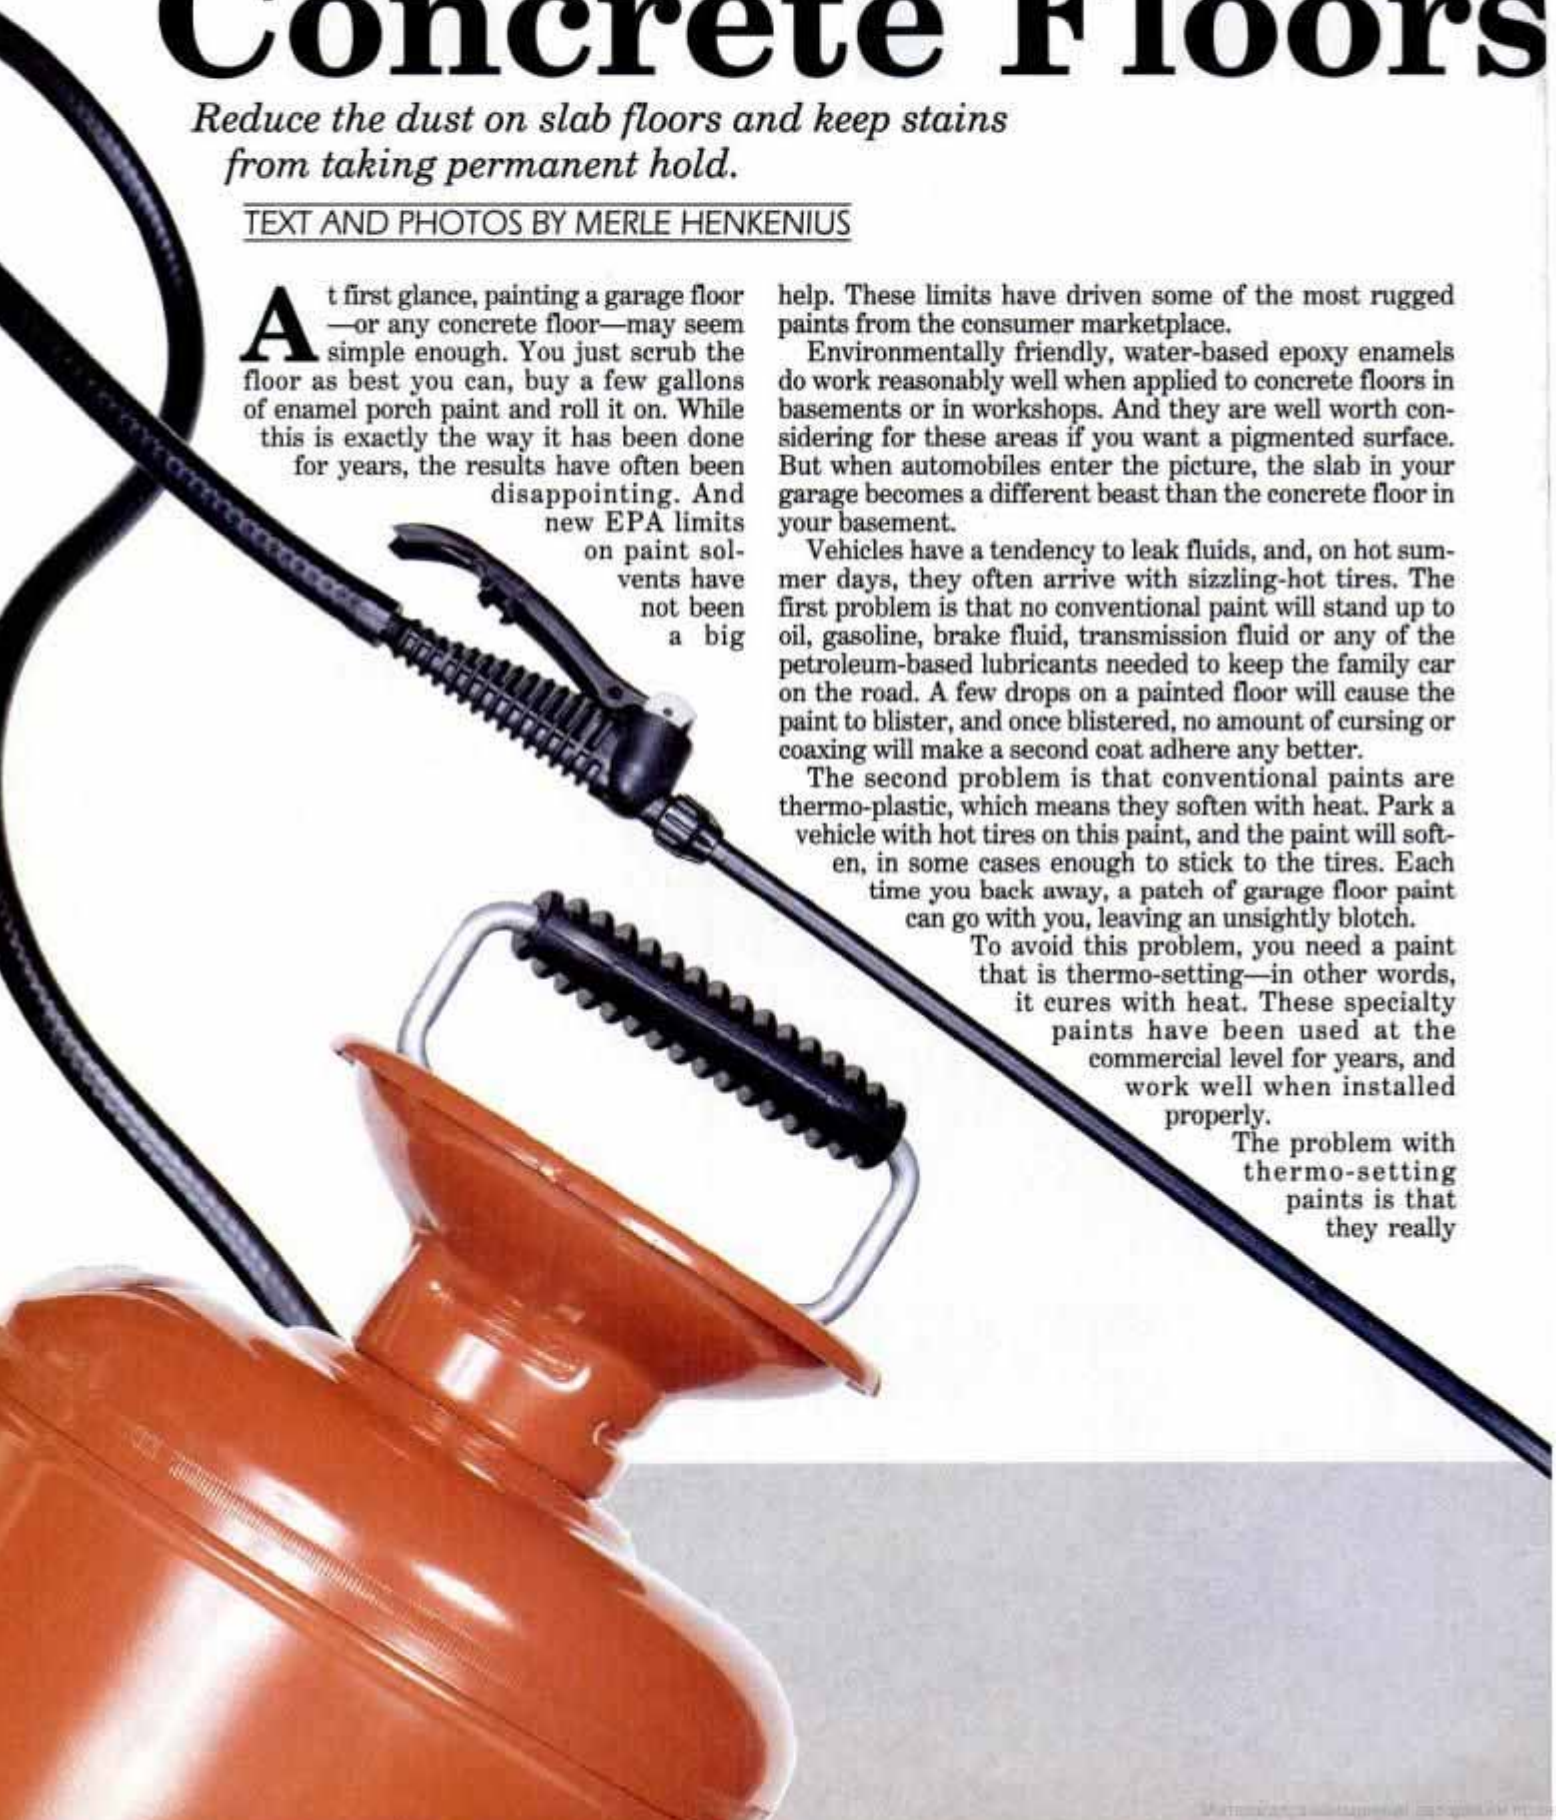 Concrete Floors
Reduce the dust on slab floors and keep stains
from taking permanent hold.
TEXT AND PHOTOS BY MERLE HENKENIUS
At first glance, painting a garage floor
—or any concrete floor—may seem
simple enough. You just scrub the
floor as best you can, buy a few gallons
of enamel porch paint and roll it on. While
this is exactly the way it has been done
for years, the results have often been
disappointing. And
new EPA limits
on paint sol-
vents have
not been
a big
help. These limits have driven some of the most rugged
paints from the consumer marketplace.
Environmentally friendly, water-based epoxy enamels
do work reasonably well when applied to concrete floors in
basements or in workshops. And they are well worth con-
sidering for these areas if you want a pigmented surface.
But when automobiles enter the picture, the slab in your
garage becomes a different beast than the concrete floor in
your basement.
Vehicles have a tendency to leak fluids, and, on hot sum-
mer days, they often arrive with sizzling-hot tires. The
first problem is that no conventional paint will stand up to
oil, gasoline, brake fluid, transmission fluid or any of the
petroleum-based lubricants needed to keep the family car
on the road. A few drops on a painted floor will cause the
paint to blister, and once blistered, no amount of cursing or
coaxing will make a second coat adhere any better.
The second problem is that conventional paints are
thermo-plastic, which means they soften with heat. Park a
vehicle with hot tires on this paint, and the paint will soft-
en, in some cases enough to stick to the tires. Each
time you back away, a patch of garage floor paint
can go with you, leaving an unsightly blotch.
To avoid this problem, you need a paint
that is thermo-setting—in other words,
it cures with heat. These specialty
paints have been used at the
commercial level for years, and
work well when installed
properly.
The problem with
thermo-setting
paints is that
they really